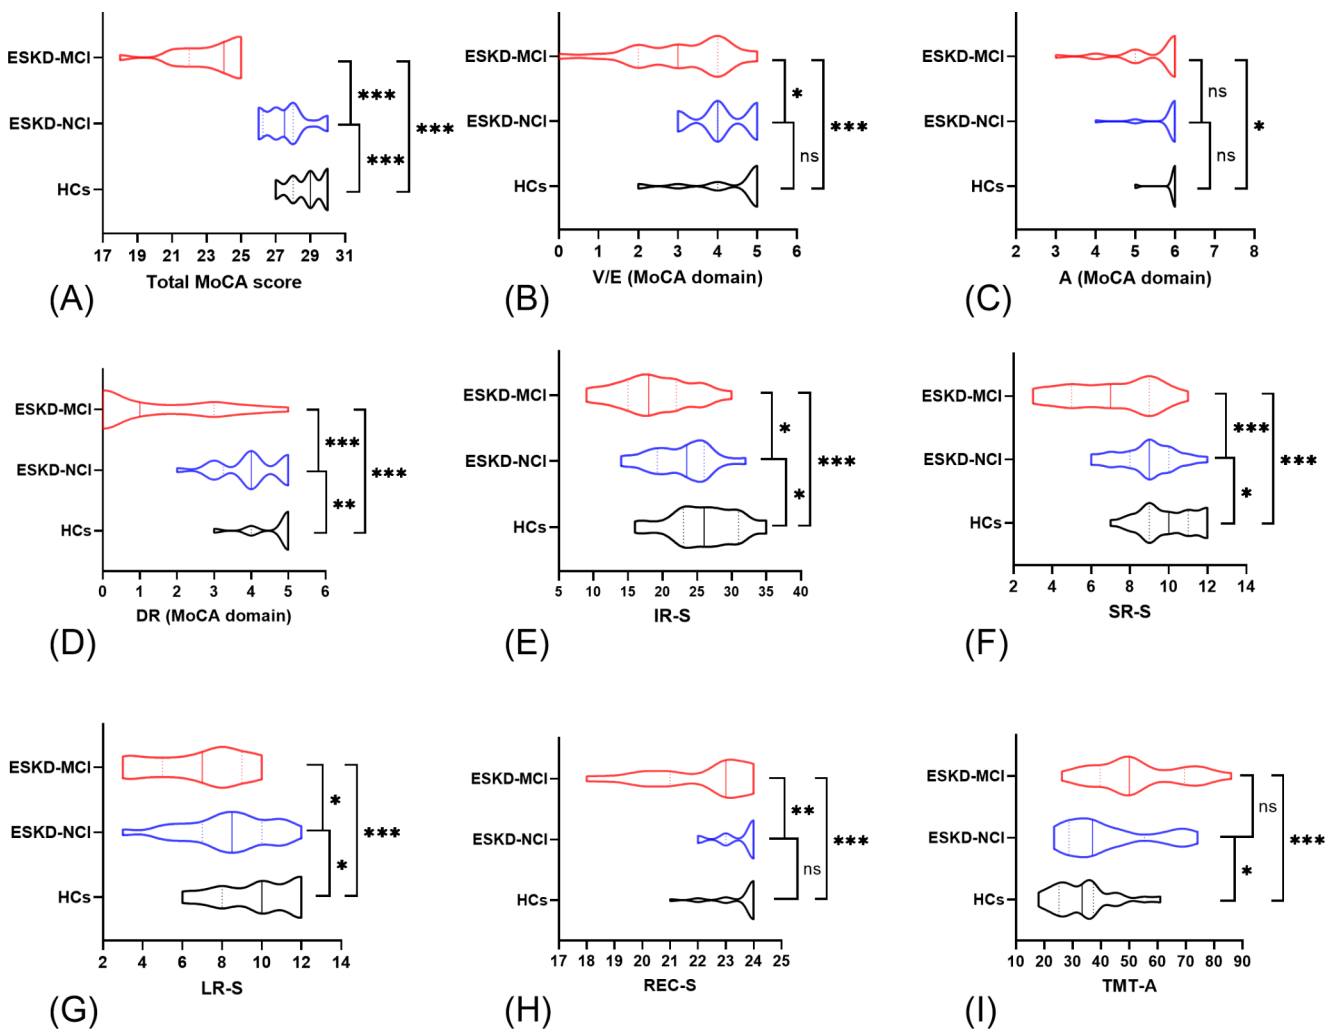 ESKD-MCI
ESKD-NCI
HCs
***
***
***
17 19 21 23 25 27 29 31
Total MoCA score
(A)
ESKD-MCI
ESKD-NCI
HCs
*
ns
***
0 1 2 3 4 5 6
V/E (MoCA domain)
(B)
ESKD-MCI
ESKD-NCI
HCs
ns
ns
*
2 3 4 5 6 7 8
A (MoCA domain)
(C)
ESKD-MCI
ESKD-NCI
HCs
***
**
***
0 1 2 3 4 5 6
DR (MoCA domain)
(D)
ESKD-MCI
ESKD-NCI
HCs
*
*
***
5 10 15 20 25 30 35 40
IR-S
(E)
ESKD-MCI
ESKD-NCI
HCs
***
*
***
2 4 6 8 10 12 14
SR-S
(F)
ESKD-MCI
ESKD-NCI
HCs
*
*
***
2 4 6 8 10 12 14
LR-S
(G)
ESKD-MCI
ESKD-NCI
HCs
**
ns
***
17 18 19 20 21 22 23 24 25
REC-S
(H)
ESKD-MCI
ESKD-NCI
HCs
ns
*
***
10 20 30 40 50 60 70 80 90
TMT-A
(I)